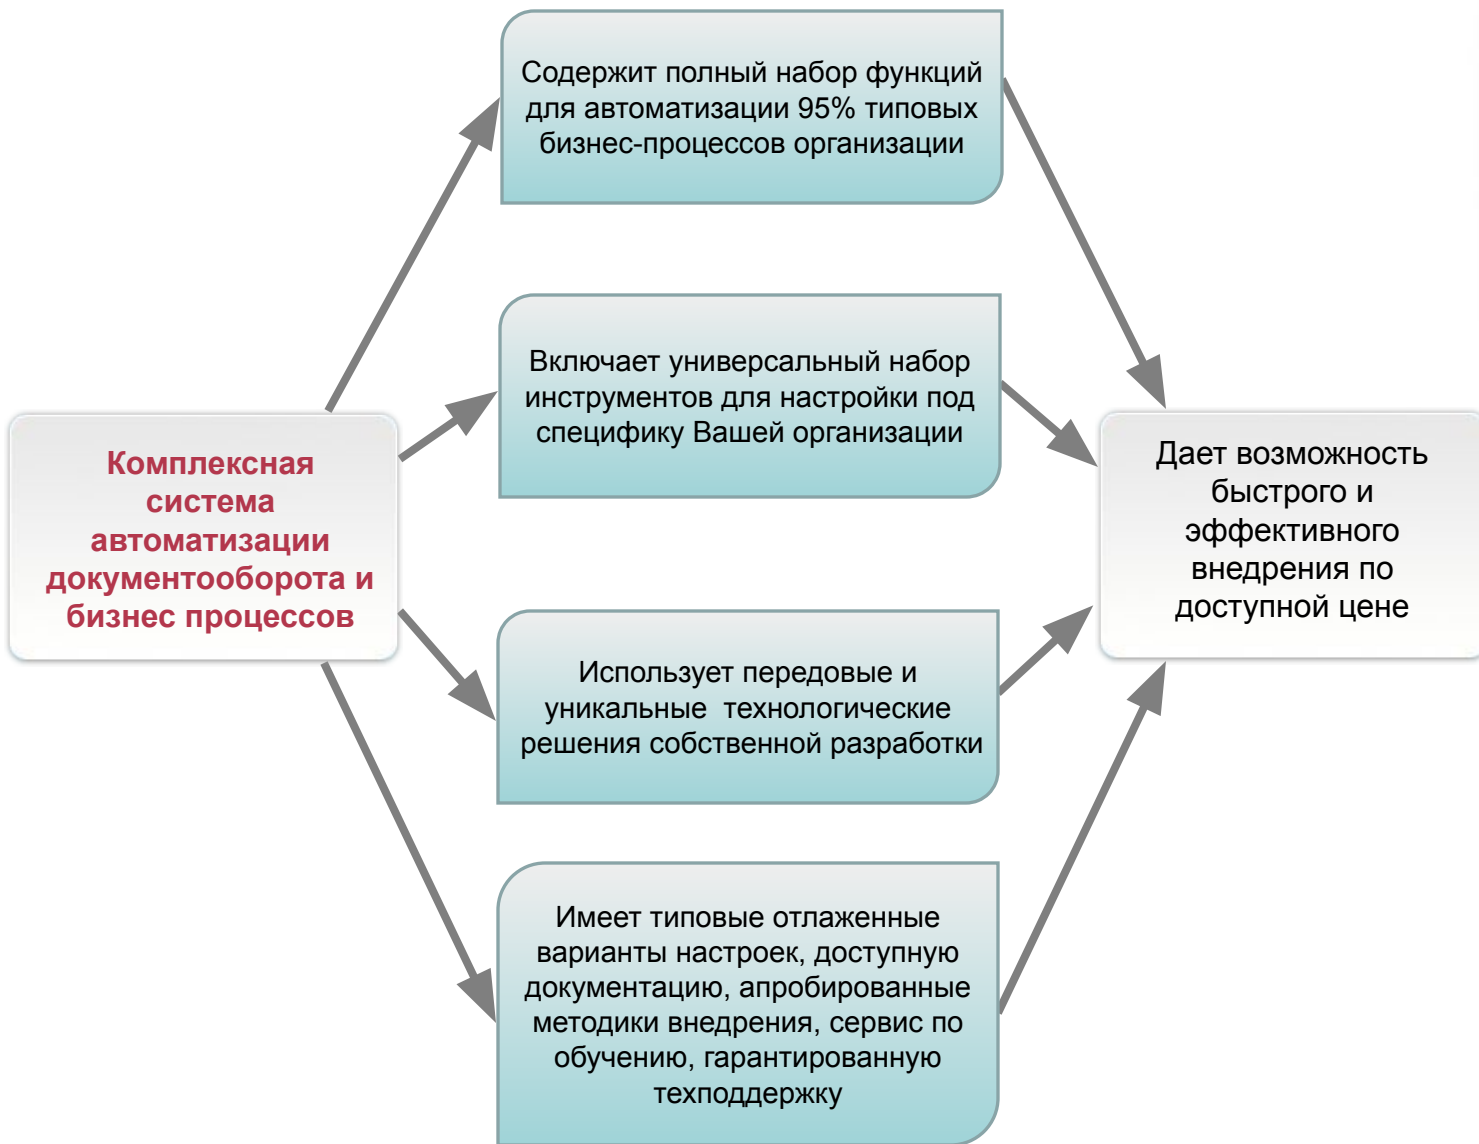 Содержит полный набор функций
для автоматизации 95% типовых
бизнес-процессов организации
Включает универсальный набор
инструментов для настройки под
специфику Вашей организации
Комплексная
система
автоматизации
документооборота и
бизнес процессов
Дает возможность
быстрого и
эффективного
внедрения по
доступной цене
Использует передовые и
уникальные  технологические
решения собственной разработки
Имеет типовые отлаженные
варианты настроек, доступную
документацию, апробированные
методики внедрения, сервис по
обучению, гарантированную
техподдержку